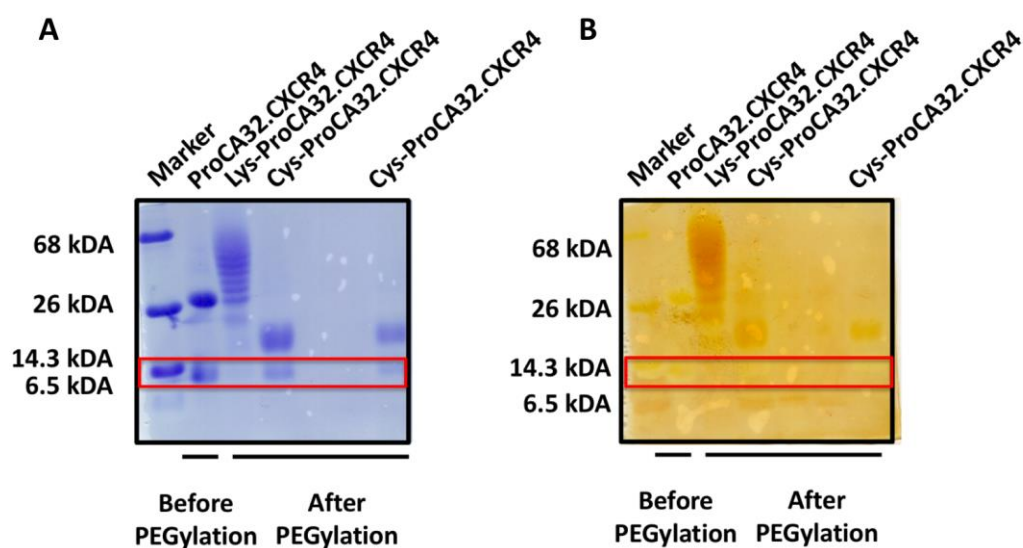 A
Marker
ProCA32.CXCR4
Lys-ProCA32.CXCR4
Cys-ProCA32.CXCR4
Cys-ProCA32.CXCR4
68 kDA
26 kDA
14.3 kDA
6.5 kDA
Before
PEGylation
After
PEGylation
B
Marker
ProCA32.CXCR4
Lys-ProCA32.CXCR4
Cys-ProCA32.CXCR4
Cys-ProCA32.CXCR4
68 kDA
26 kDA
14.3 kDA
6.5 kDA
Before
PEGylation
After
PEGylation